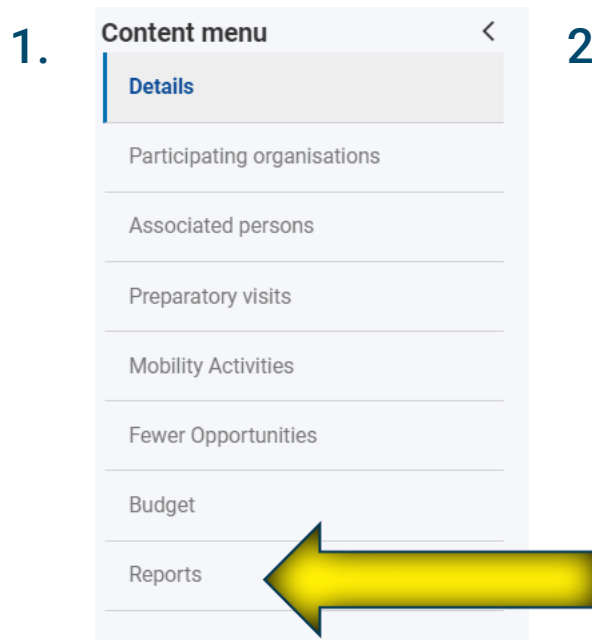 1.
Content menu
2
Details
Participating organisations
Associated persons
Preparatory visits
Mobility Activities
Fewer Opportunities
Budget
Reports